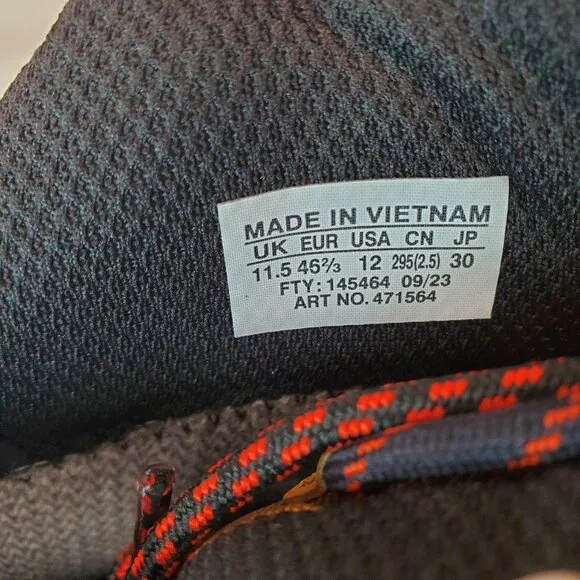 MADE IN VIETNAM
UK EUR USA CN JP
11.5 46⅔ 12 295(2.5) 30
FTY: 145464 09/23
ART NO. 471564